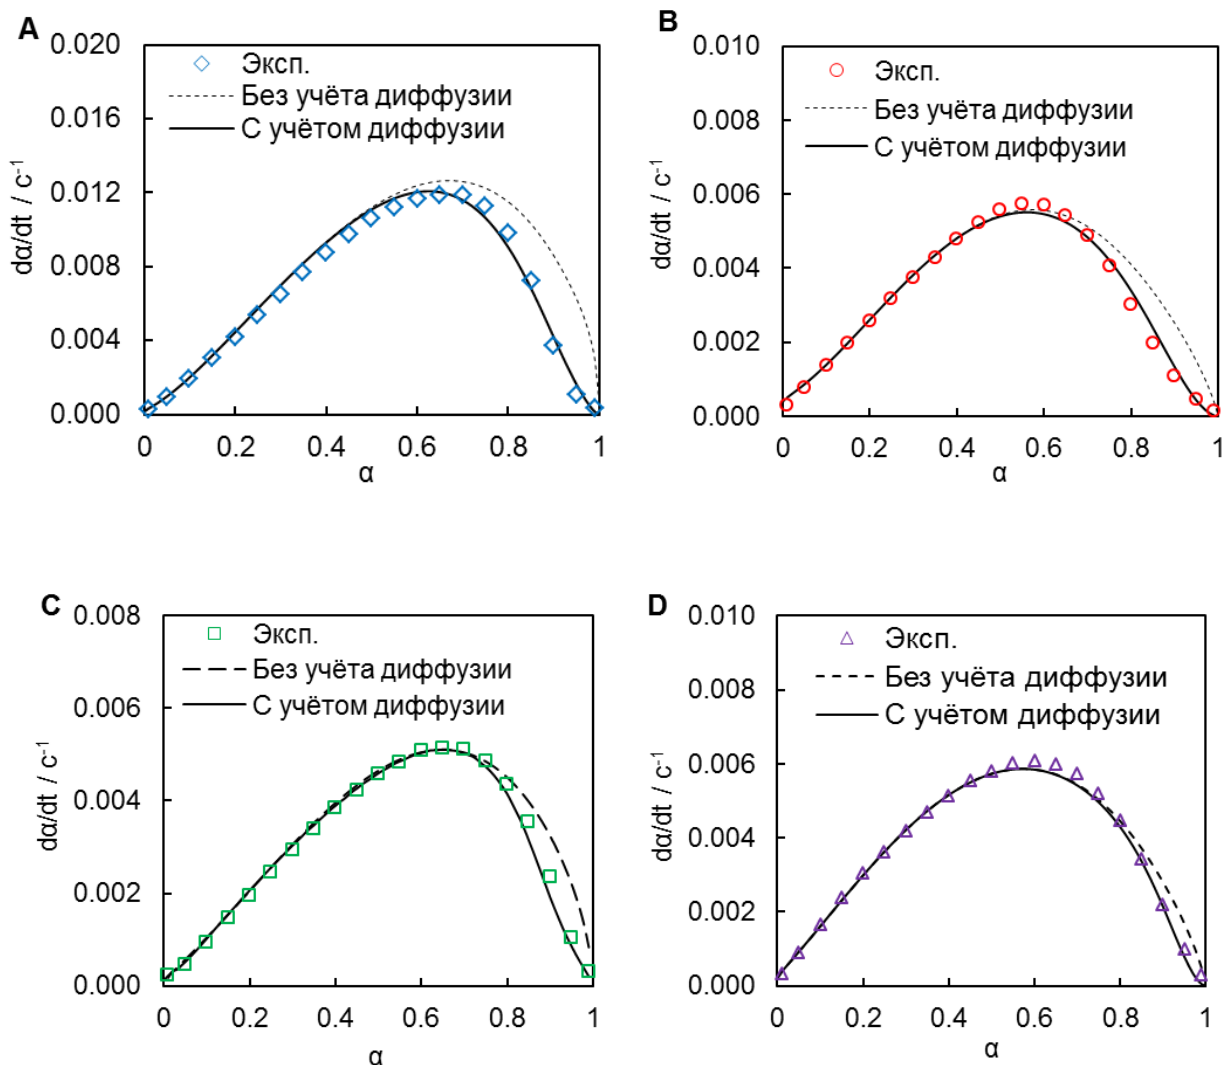 A
0.020
0.016
0.012
0.008
0.004
0.000
dα/dt / c⁻¹
Эксп.
Без учёта диффузии
С учётом диффузии
0 0.2 0.4 0.6 0.8 1
α
B
0.010
0.008
0.006
0.004
0.002
0.000
dα/dt / c⁻¹
Эксп.
Без учёта диффузии
С учётом диффузии
0 0.2 0.4 0.6 0.8 1
α
C
0.008
0.006
0.004
0.002
0.000
dα/dt / c⁻¹
Эксп.
Без учёта диффузии
С учётом диффузии
0 0.2 0.4 0.6 0.8 1
α
D
0.010
0.008
0.006
0.004
0.002
0.000
dα/dt / c⁻¹
Эксп.
Без учёта диффузии
С учётом диффузии
0 0.2 0.4 0.6 0.8 1
α